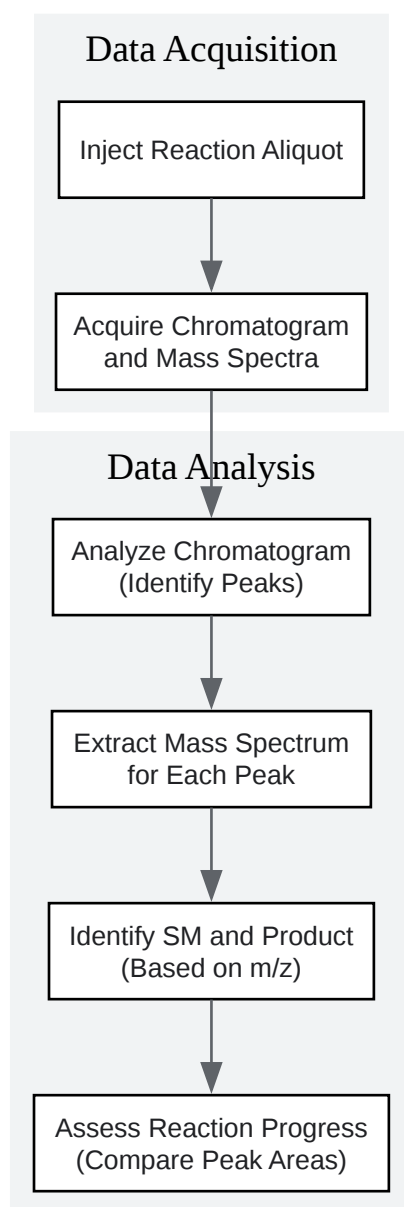 Data Acquisition
Inject Reaction Aliquot
Acquire Chromatogram
and Mass Spectra
Data Analysis
Analyze Chromatogram
(Identify Peaks)
Extract Mass Spectrum
for Each Peak
Identify SM and Product
(Based on m/z)
Assess Reaction Progress
(Compare Peak Areas)